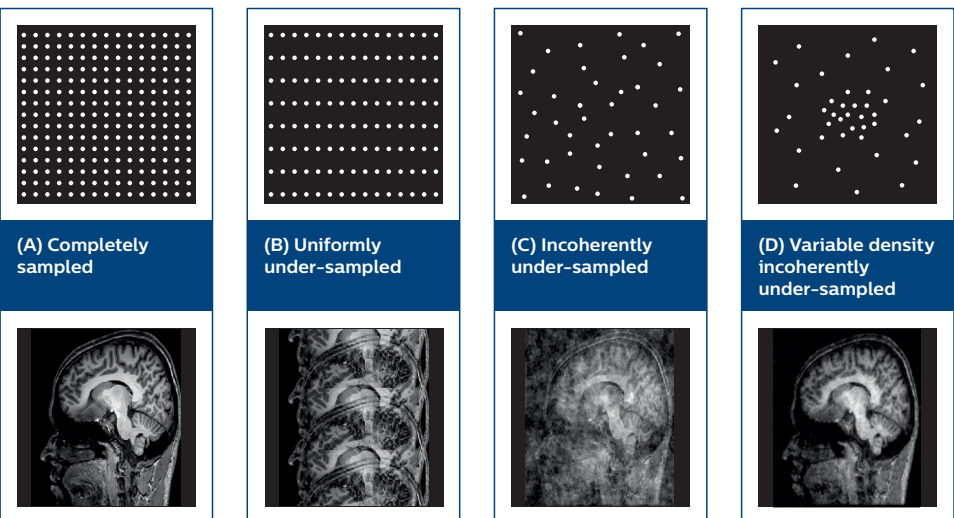 (A) Completely
sampled
(B) Uniformly
under-sampled
(C) Incoherently
under-sampled
(D) Variable density
incoherently
under-sampled